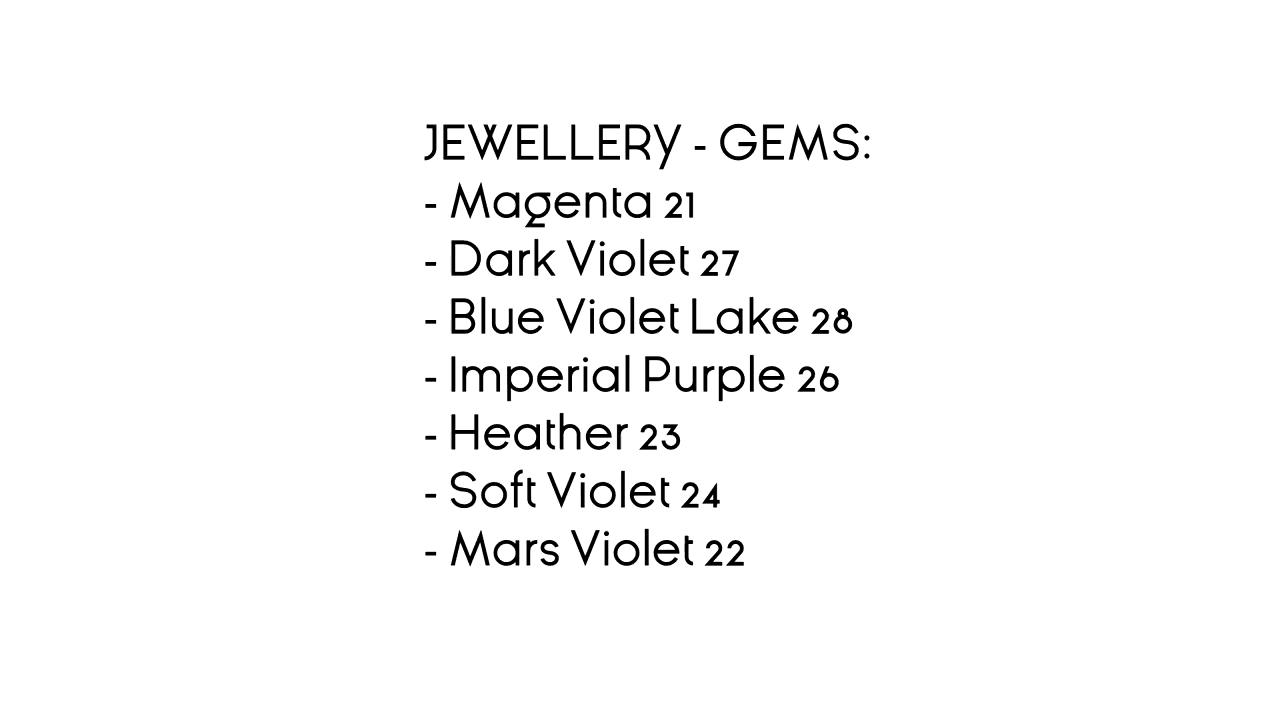 JEWELLERY - GEMS:
- Magenta 21
- Dark Violet 27
- Blue Violet Lake 28
- Imperial Purple 26
- Heather 23
- Soft Violet 24
- Mars Violet 22